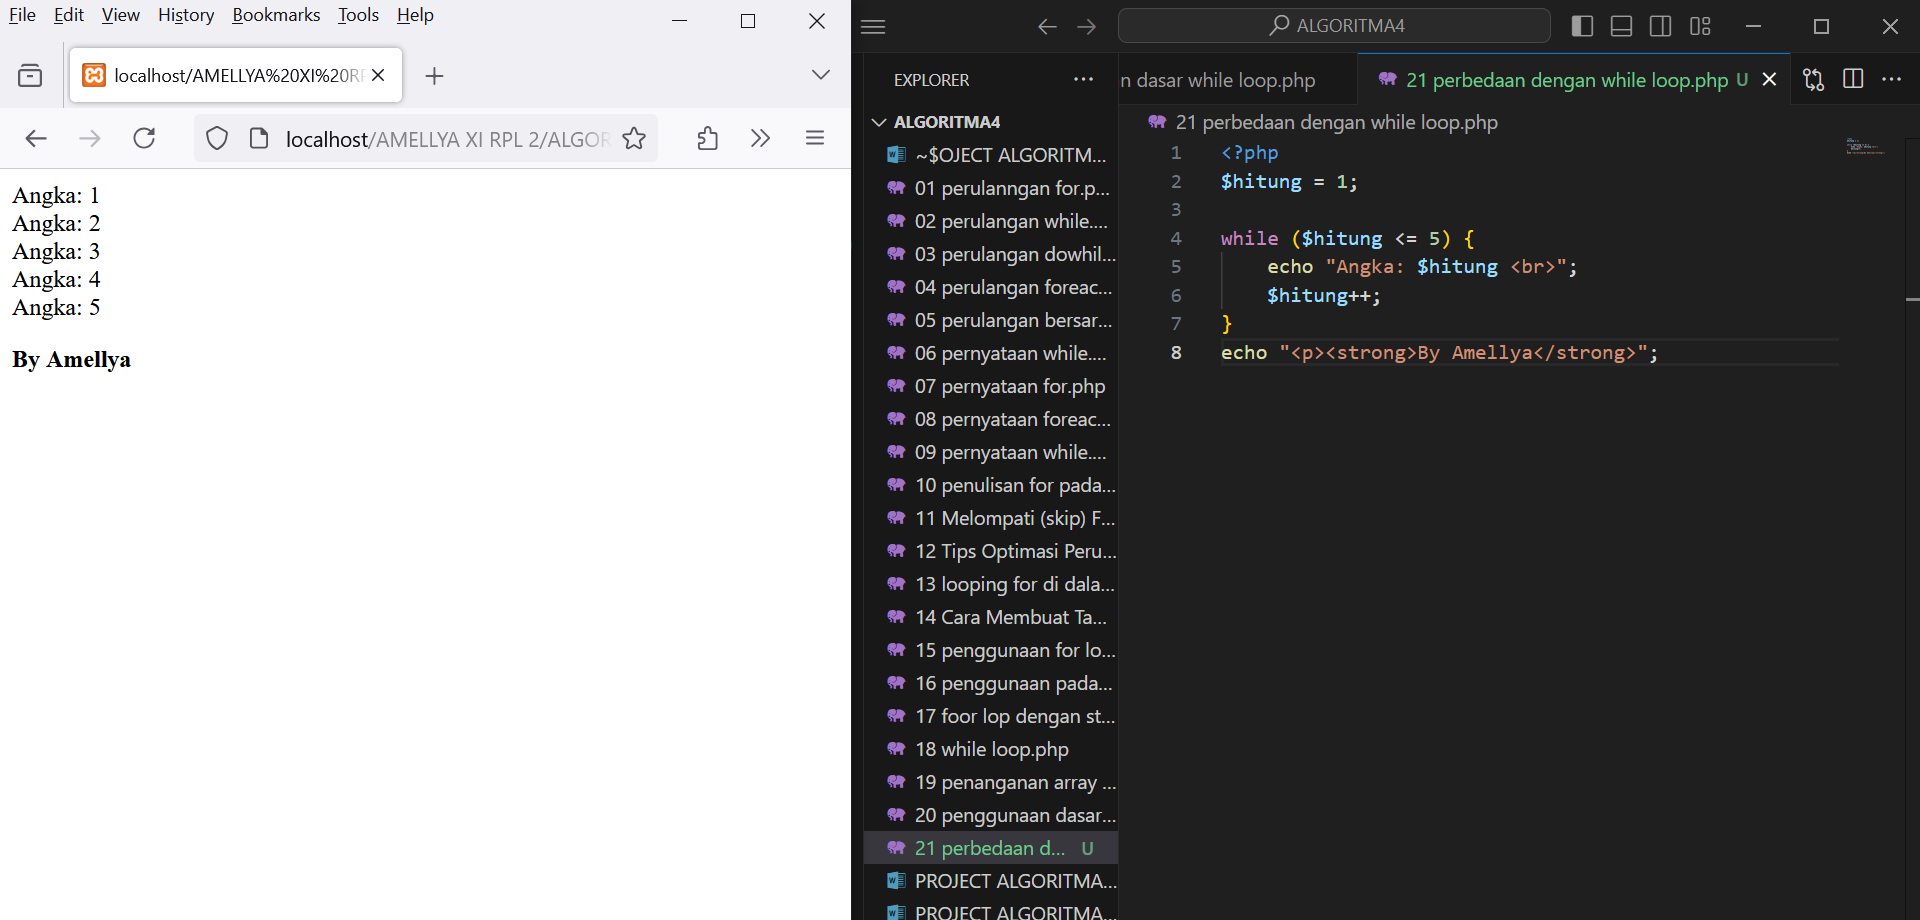 File Edit View History Bookmarks Tools Help
localhost/AMELLYA%20XI%20RP
localhost/AMELLYA XI RPL 2/ALGOR
Angka: 1
Angka: 2
Angka: 3
Angka: 4
Angka: 5
By Amellya
ALGORITMA4
EXPLORER
ALGORITMA4
~$OJECT ALGORITM...
01 perulanngan for.p...
02 perulangan while....
03 perulangan dowhil...
04 perulangan foreac...
05 perulangan bersar...
06 pernyataan while....
07 pernyataan for.php
08 pernyataan foreac...
09 pernyataan while....
10 penulisan for pada...
11 Melompati (skip) F...
12 Tips Optimasi Peru...
13 looping for di dala...
14 Cara Membuat Ta...
15 penggunaan for lo...
16 penggunaan pada...
17 foor lop dengan st...
18 while loop.php
19 penanganan array ...
20 penggunaan dasar...
21 perbedaan d... U
PROJECT ALGORITMA...
PROJECT ALGORITMA...
n dasar while loop.php
21 perbedaan dengan while loop.php U
21 perbedaan dengan while loop.php
1 <?php
2 $hitung = 1;
3
4 while ($hitung <= 5) {
5 echo "Angka: $hitung <br>";
6 $hitung++;
7 }
8 echo "<p><strong>By Amellya</strong>";